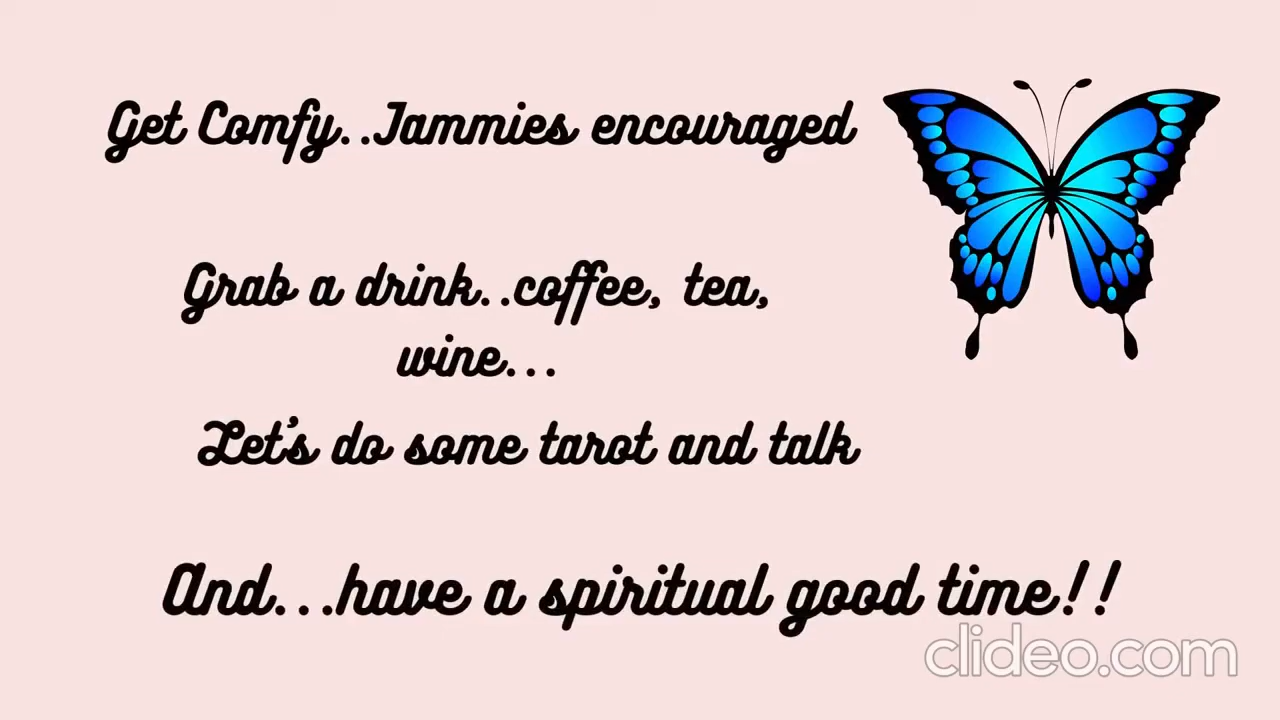 Get Comfy..Jammies encouraged
Grab a drink..coffee, tea,
wine...
Let's do some tarot and talk
And...have a spiritual good time!!
clideo.com